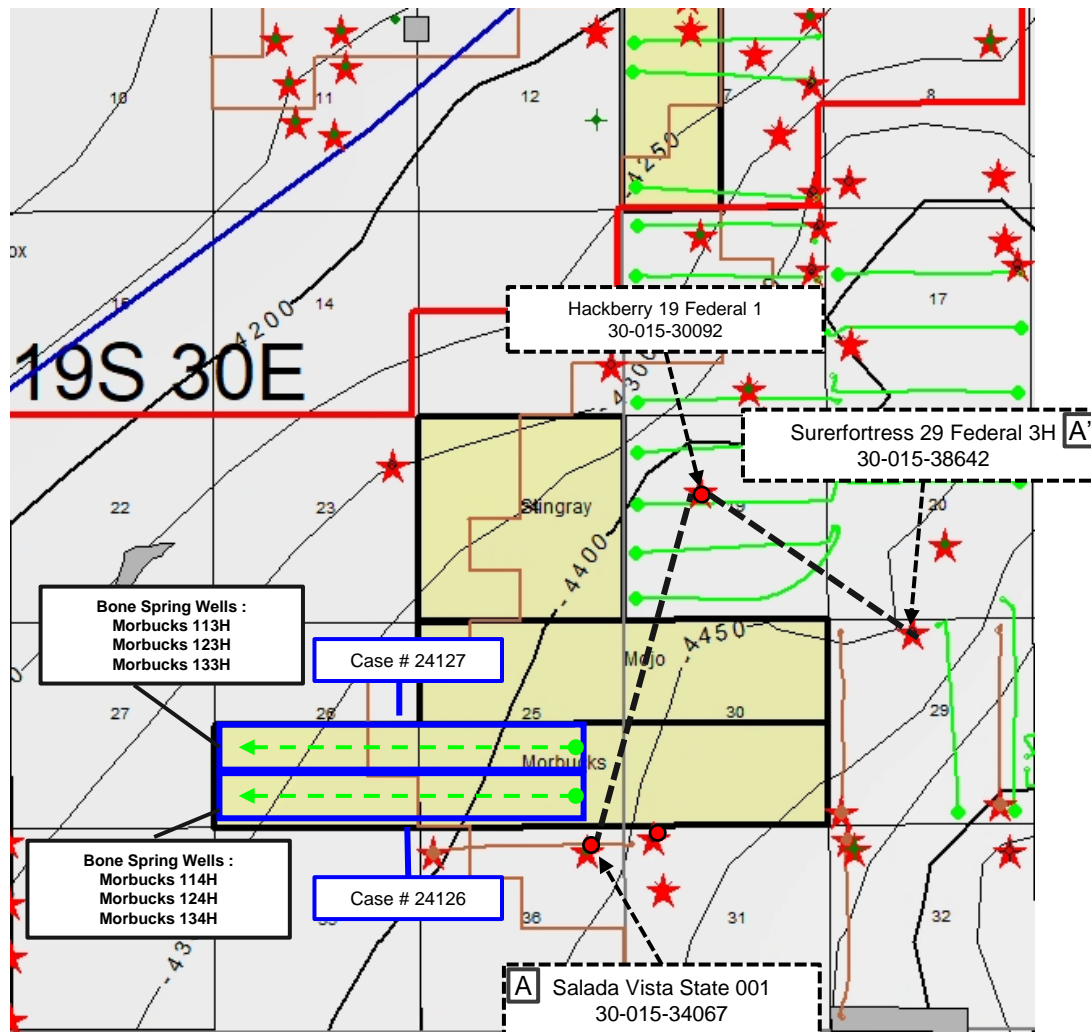 10
11
12
7
8
-4250
0X
15
14
17
-4200
Hackberry 19 Federal 1
30-015-30092
19S 30E
-4300
Surerfortress 29 Federal 3H
30-015-38642
A'
22
23
Stingray
20
-4400
Bone Spring Wells :
Morbucks 113H
Morbucks 123H
Morbucks 133H
Case # 24127
-4450
Mojo
27
26
25
30
29
Morbucks
Bone Spring Wells :
Morbucks 114H
Morbucks 124H
Morbucks 134H
Case # 24126
36
31
32
A
Salada Vista State 001
30-015-34067